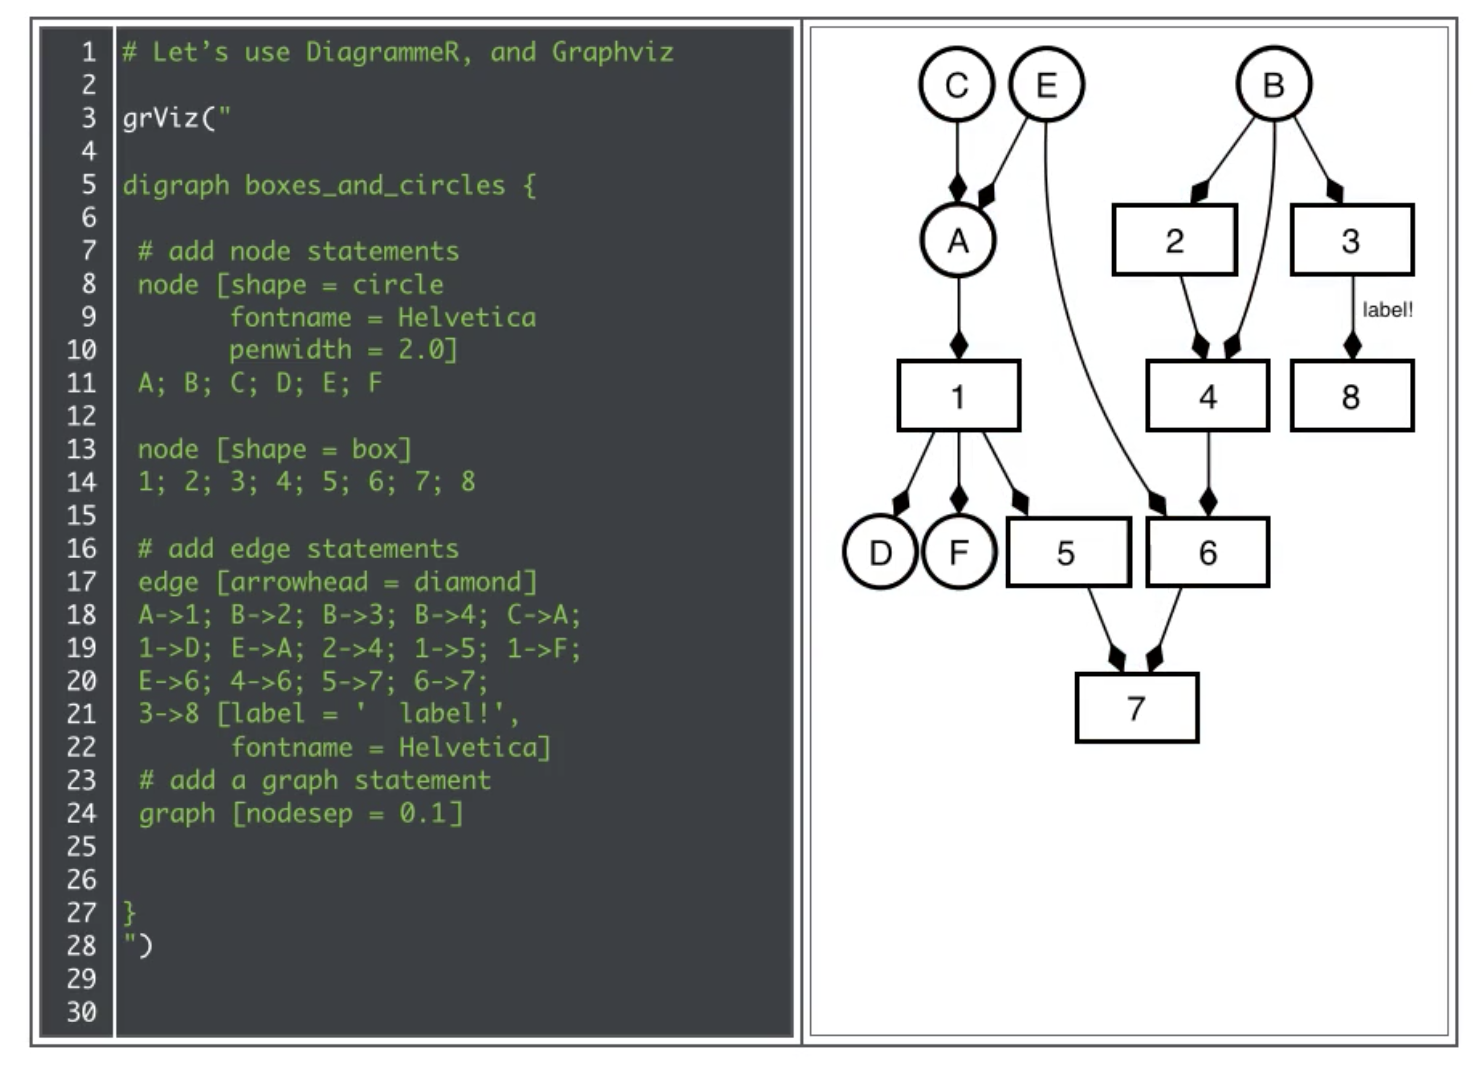 1 # Let’s use DiagrammeR, and Graphviz
2
3 grViz("
4
5 digraph boxes_and_circles {
6
7 # add node statements
8 node [shape = circle
9 fontname = Helvetica
10 penwidth = 2.0]
11 A; B; C; D; E; F
12
13 node [shape = box]
14 1; 2; 3; 4; 5; 6; 7; 8
15
16 # add edge statements
17 edge [arrowhead = diamond]
18 A->1; B->2; B->3; B->4; C->A;
19 1->D; E->A; 2->4; 1->5; 1->F;
20 E->6; 4->6; 5->7; 6->7;
21 3->8 [label = '  label!',
22 fontname = Helvetica]
23 # add a graph statement
24 graph [nodesep = 0.1]
25
26
27 }
28 ")
29
30
C E B
A 2 3
label!
1 4 8
D F 5 6
7